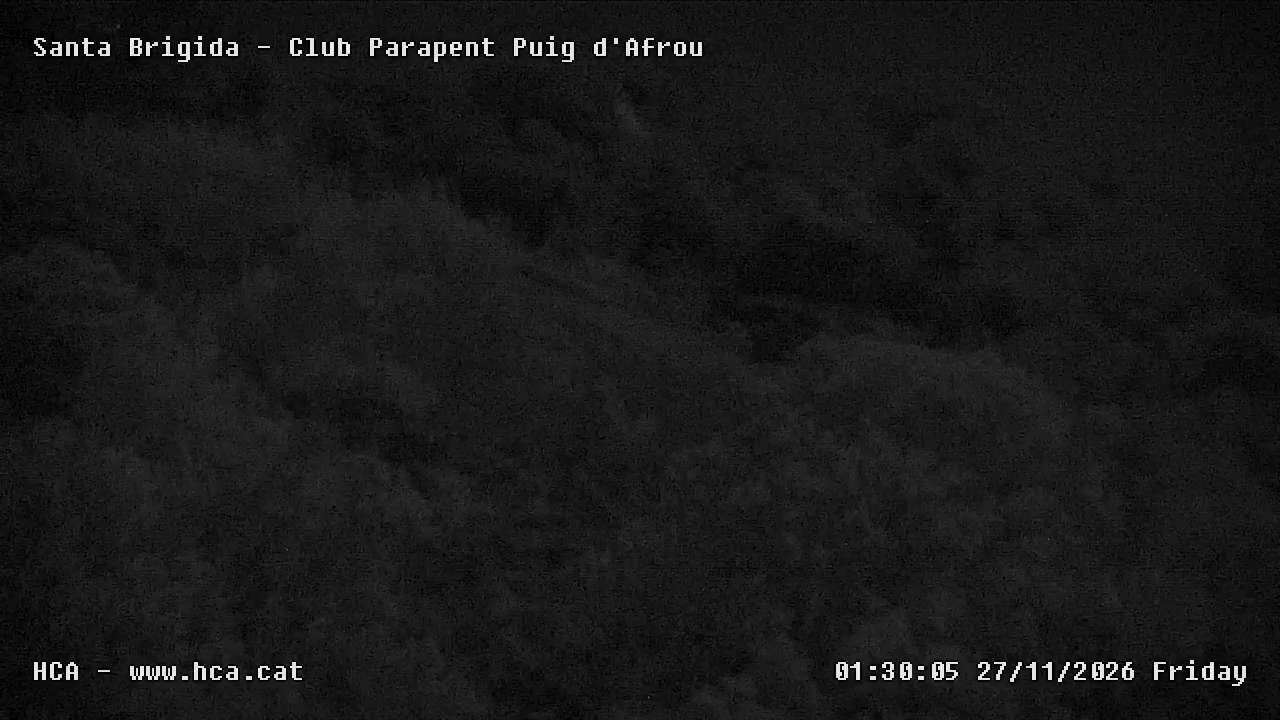 Santa Brigida - Club Parapent Puig d'Afrou
HCA - www.hca.cat
01:30:05 27/11/2026 Friday